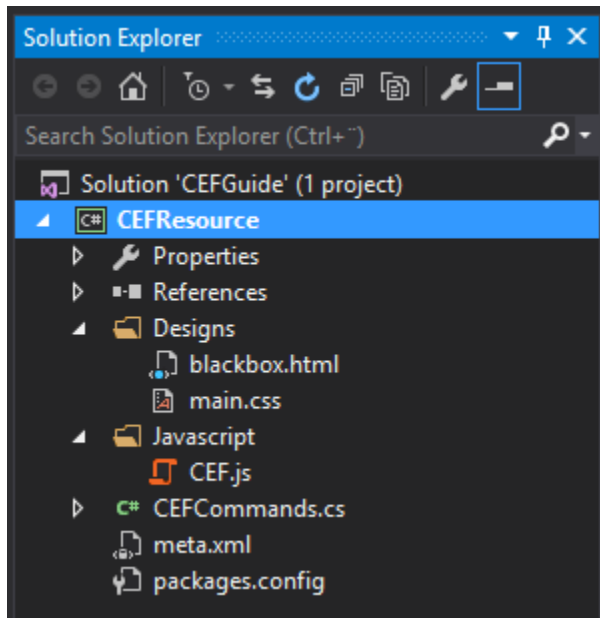 Solution Explorer
Search Solution Explorer (Ctrl+¨)
Solution 'CEFGuide' (1 project)
C# CEFResource
Properties
References
Designs
blackbox.html
main.css
Javascript
CEF.js
C# CEFCommands.cs
meta.xml
packages.config